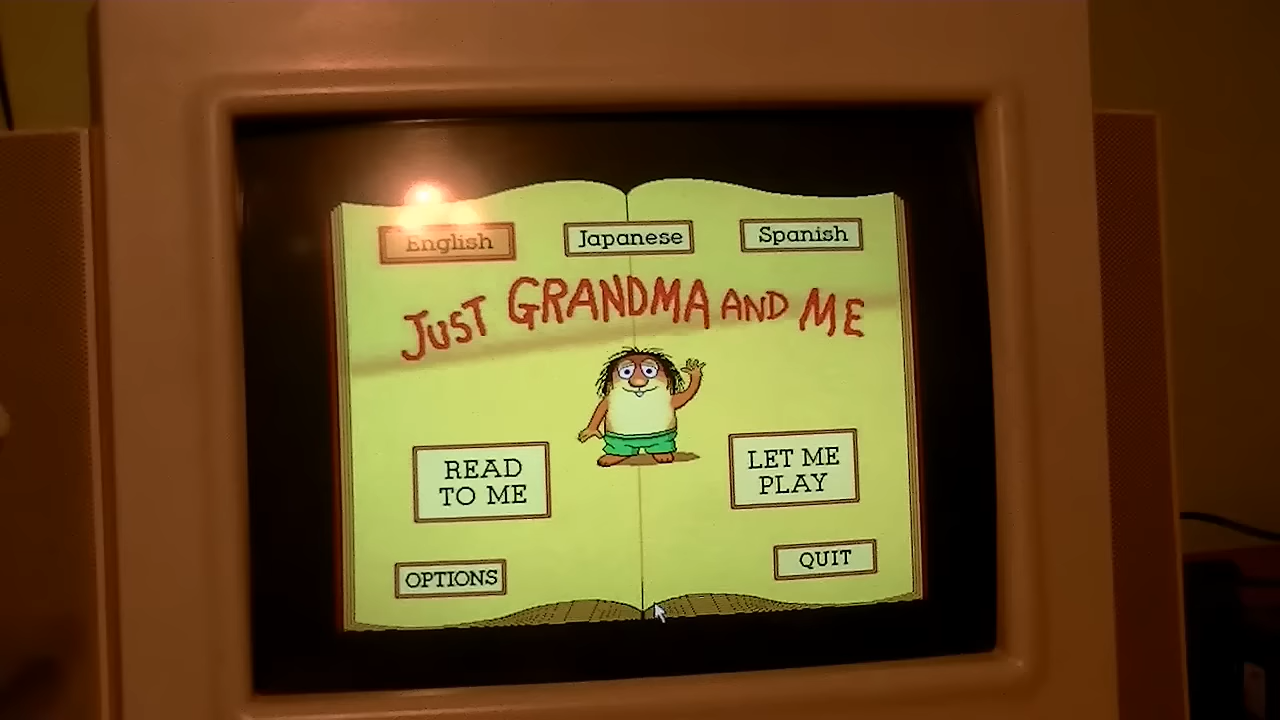 English
Japanese
Spanish
JUST GRANDMA AND ME
READ
TO ME
LET ME
PLAY
OPTIONS
QUIT